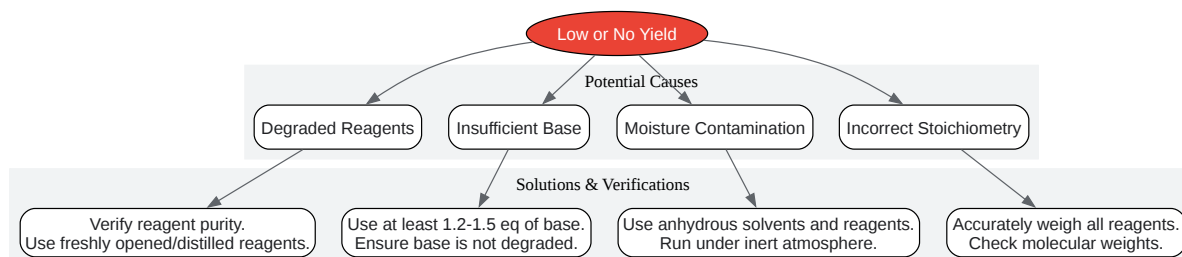 Low or No Yield
Potential Causes
Degraded Reagents
Insufficient Base
Moisture Contamination
Incorrect Stoichiometry
Solutions & Verifications
Verify reagent purity.
Use freshly opened/distilled reagents.
Use at least 1.2-1.5 eq of base.
Ensure base is not degraded.
Use anhydrous solvents and reagents.
Run under inert atmosphere.
Accurately weigh all reagents.
Check molecular weights.